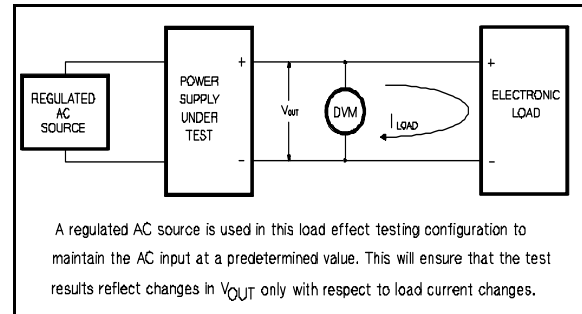 REGULATED
AC
SOURCE
POWER
SUPPLY
UNDER
TEST
+
−
VOUT
DVM
I LOAD
+
−
ELECTRONIC
LOAD
A regulated AC source is used in this load effect testing configuration to
maintain the AC input at a predetermined value. This will ensure that the test
results reflect changes in VOUT only with respect to load current changes.